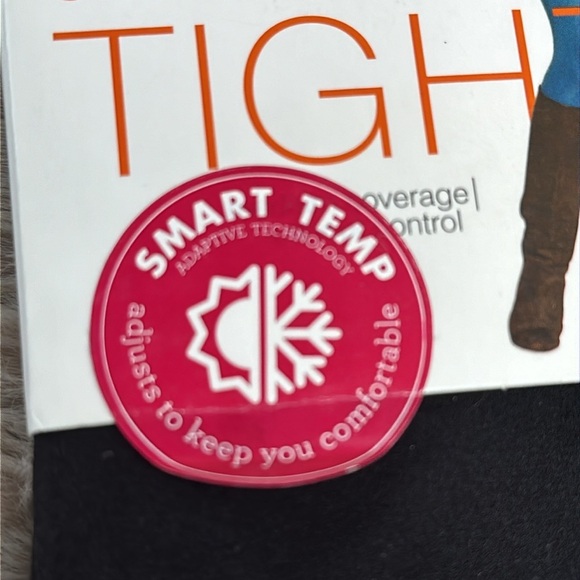 TIGH
overage|
ontrol
SMART TEMP
ADAPTIVE TECHNOLOGY
adjusts to keep you comfortable